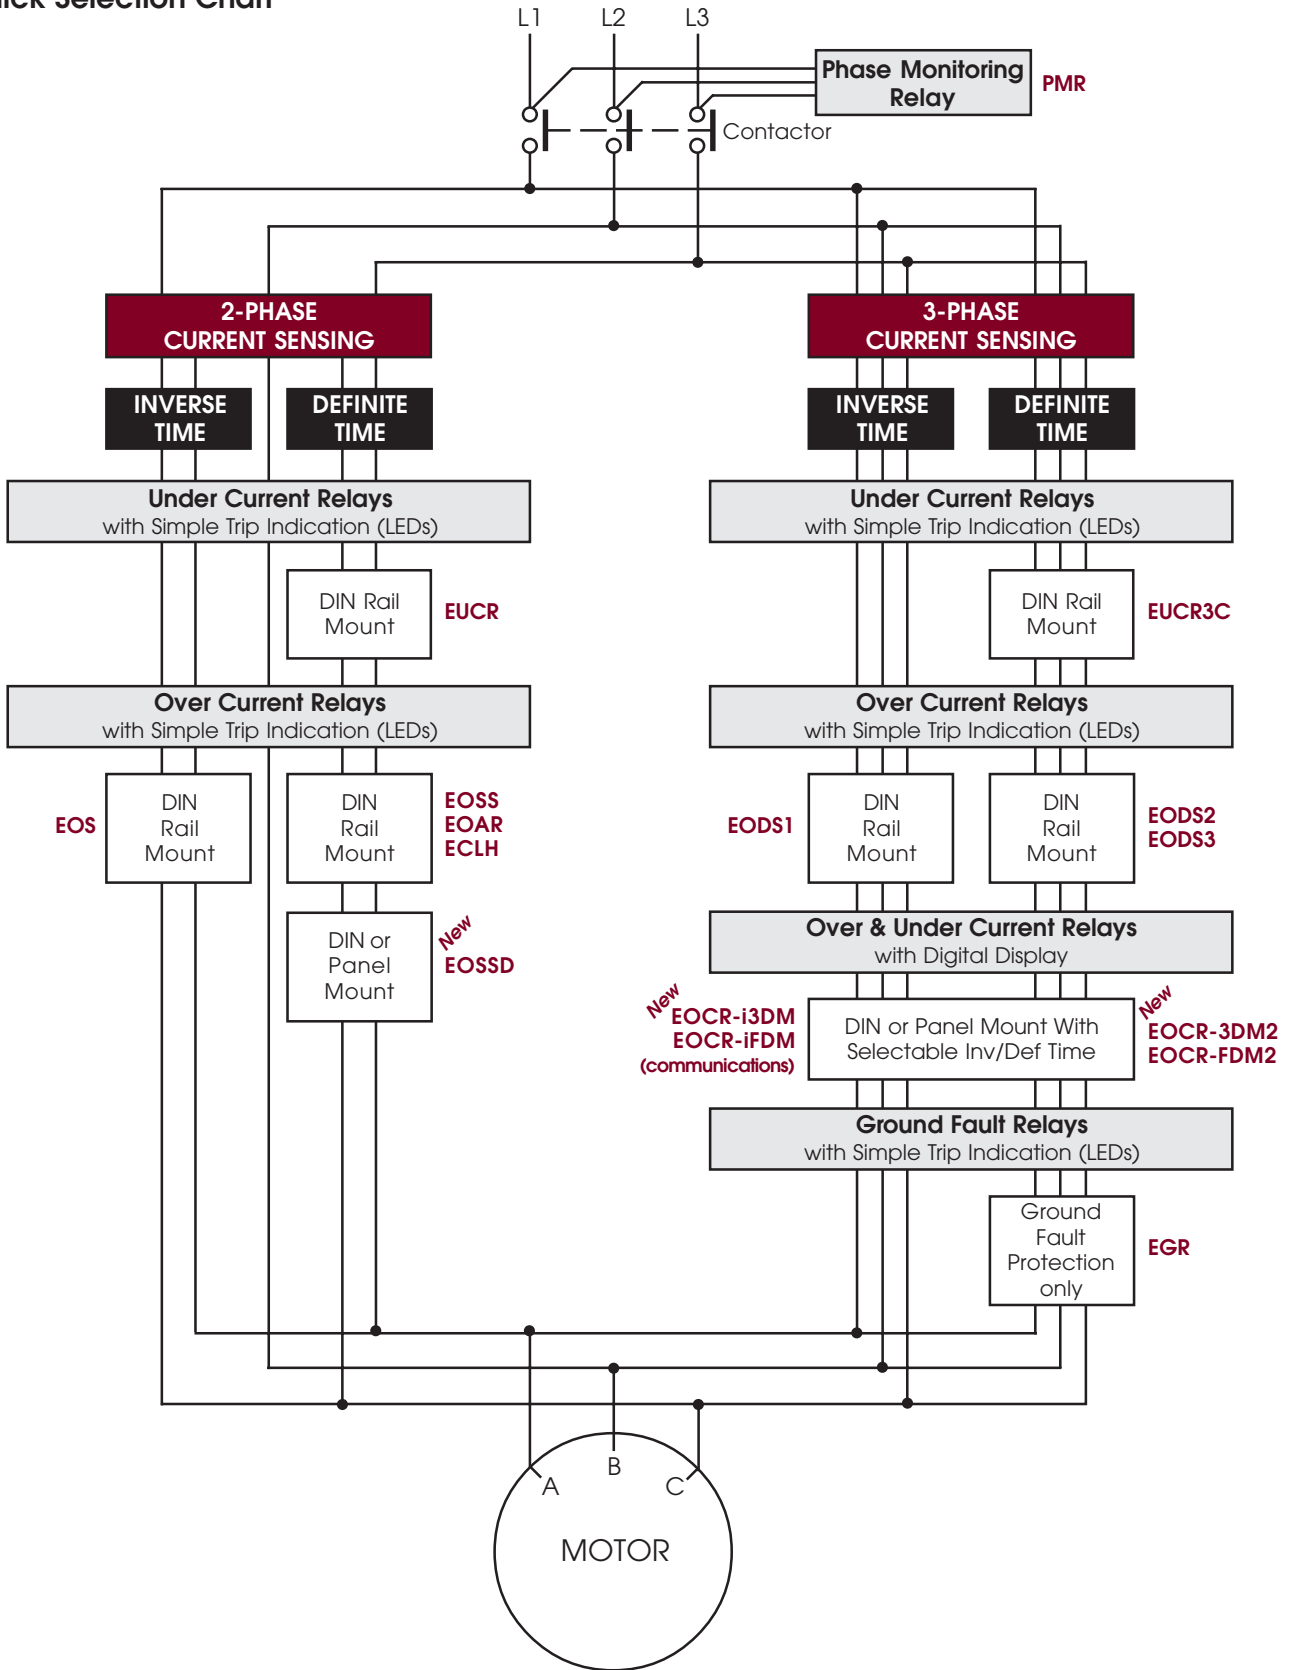 Selection Chart
L1
L2
L3
Phase Monitoring
Relay
PMR
Contactor
2-PHASE
CURRENT SENSING
3-PHASE
CURRENT SENSING
INVERSE
TIME
DEFINITE
TIME
INVERSE
TIME
DEFINITE
TIME
Under Current Relays
with Simple Trip Indication (LEDs)
Under Current Relays
with Simple Trip Indication (LEDs)
DIN Rail
Mount
EUCR
DIN Rail
Mount
EUCR3C
Over Current Relays
with Simple Trip Indication (LEDs)
Over Current Relays
with Simple Trip Indication (LEDs)
EOS
DIN
Rail
Mount
DIN
Rail
Mount
EOSS
EOAR
ECLH
EODS1
DIN
Rail
Mount
DIN
Rail
Mount
EODS2
EODS3
DIN or
Panel
Mount
New
EOSSD
Over & Under Current Relays
with Digital Display
New
EOCR-i3DM
EOCR-iFDM
(communications)
DIN or Panel Mount With
Selectable Inv/Def Time
New
EOCR-3DM2
EOCR-FDM2
Ground Fault Relays
with Simple Trip Indication (LEDs)
Ground
Fault
Protection
only
EGR
A
B
C
MOTOR